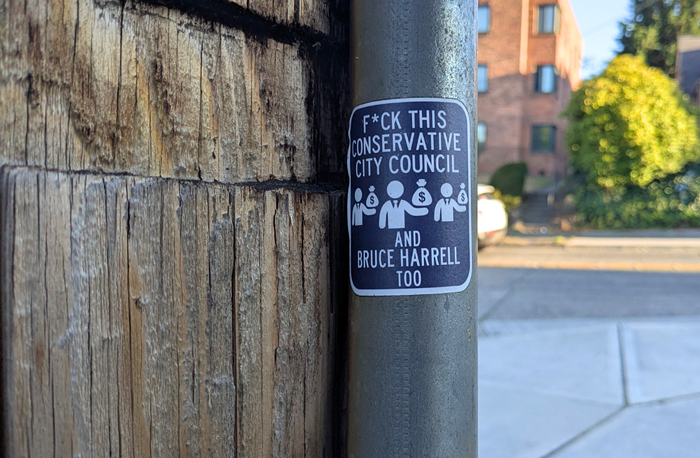 F*CK THIS
CONSERVATIVE
CITY COUNCIL
$ $ $
AND
BRUCE HARRELL
TOO